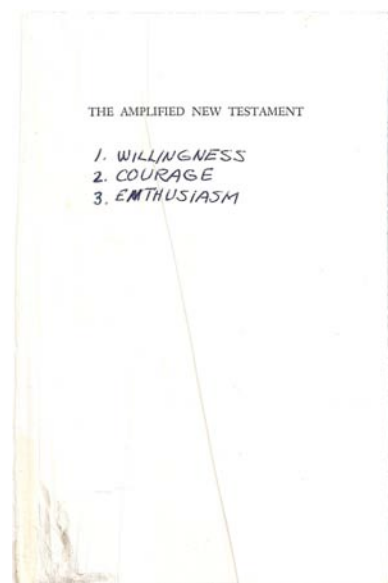 THE AMPLIFIED NEW TESTAMENT
1. WILLINGNESS
2. COURAGE
3. EMTHUSIASM